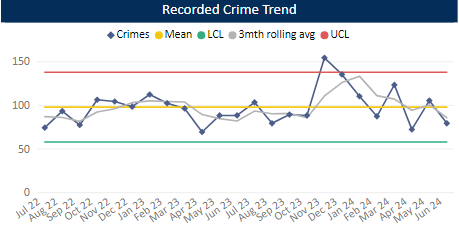 Recorded Crime Trend
Crimes Mean LCL 3mth rolling avg UCL
150
100
50
0
Jul 22 Aug 22 Sep 22 Oct 22 Nov 22 Dec 22 Jan 23 Feb 23 Mar 23 Apr 23 May 23 Jun 23 Jul 23 Aug 23 Sep 23 Oct 23 Nov 23 Dec 23 Jan 24 Feb 24 Mar 24 Apr 24 May 24 Jun 24